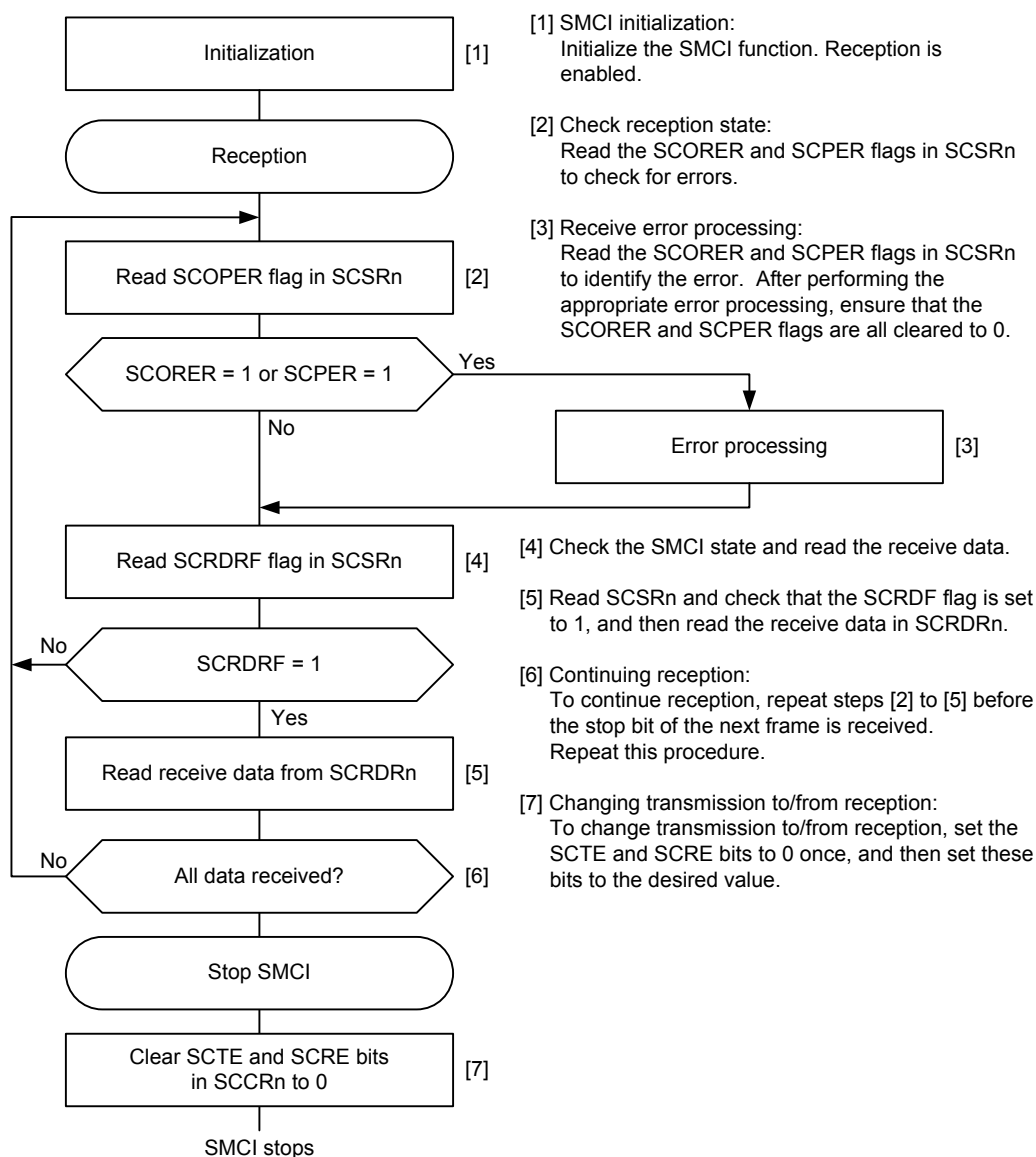 Initialization
[1]
Reception
Read SCOPER flag in SCSRn
[2]
SCORER = 1 or SCPER = 1
Yes
No
Error processing
[3]
Read SCRDRF flag in SCSRn
[4]
No
SCRDRF = 1
Yes
Read receive data from SCRDRn
[5]
No
All data received?
[6]
Stop SMCI
Clear SCTE and SCRE bits
in SCCRn to 0
[7]
SMCI stops
[1] SMCI initialization:
Initialize the SMCI function. Reception is
enabled.
[2] Check reception state:
Read the SCORER and SCPER flags in SCSRn
to check for errors.
[3] Receive error processing:
Read the SCORER and SCPER flags in SCSRn
to identify the error.  After performing the
appropriate error processing, ensure that the
SCORER and SCPER flags are all cleared to 0.
[4] Check the SMCI state and read the receive data.
[5] Read SCSRn and check that the SCRDF flag is set
to 1, and then read the receive data in SCRDRn.
[6] Continuing reception:
To continue reception, repeat steps [2] to [5] before
the stop bit of the next frame is received.
Repeat this procedure.
[7] Changing transmission to/from reception:
To change transmission to/from reception, set the
SCTE and SCRE bits to 0 once, and then set these
bits to the desired value.